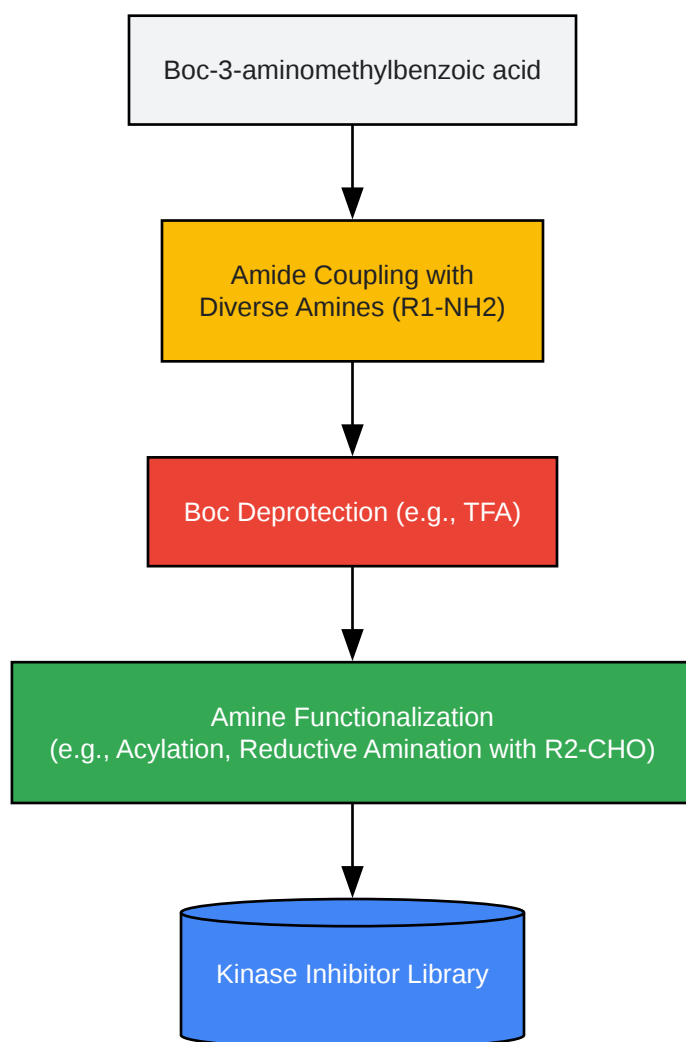 Boc-3-aminomethylbenzoic acid
Amide Coupling with
Diverse Amines (R1-NH2)
Boc Deprotection (e.g., TFA)
Amine Functionalization
(e.g., Acylation, Reductive Amination with R2-CHO)
Kinase Inhibitor Library